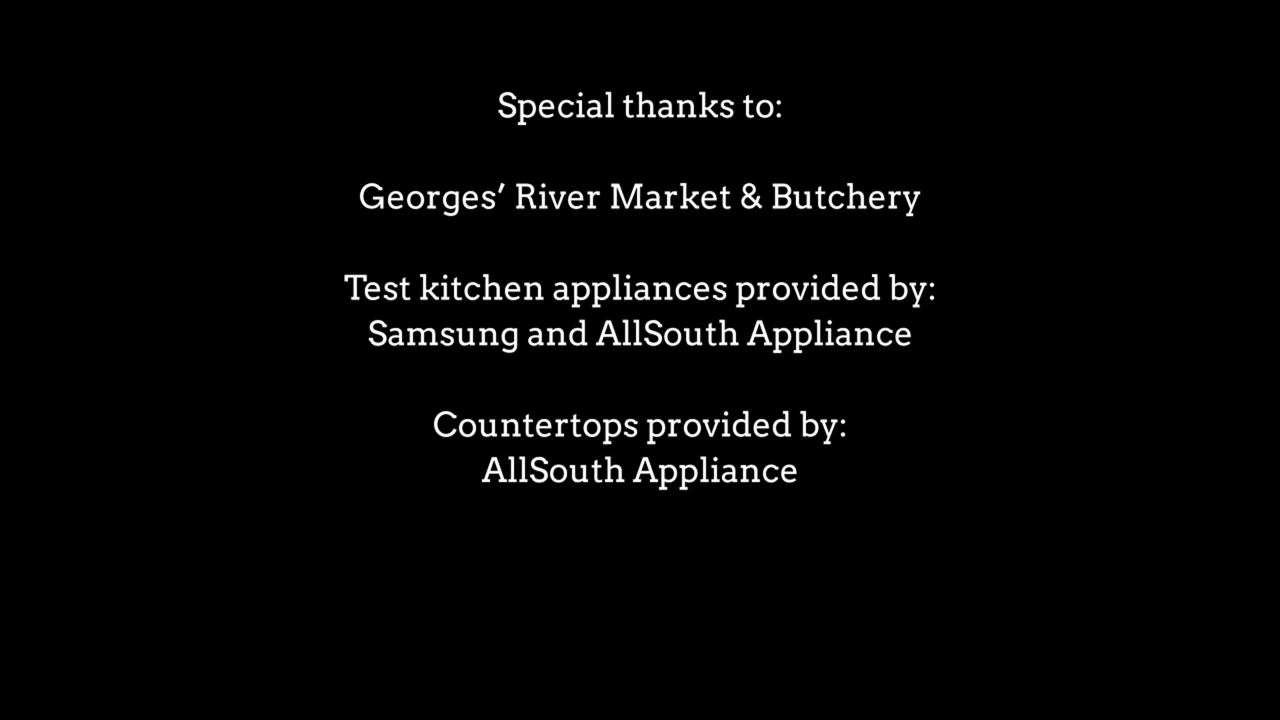 Special thanks to:
Georges’ River Market & Butchery
Test kitchen appliances provided by:
Samsung and AllSouth Appliance
Countertops provided by:
AllSouth Appliance